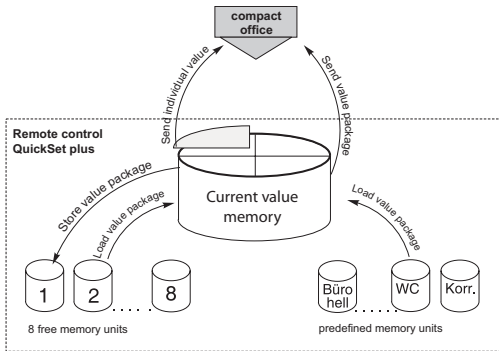 compact
office
Send individual value
Send value package
Remote control
QuickSet plus
Store value package
Load value package
Current value
memory
Load value package
1
2
......
8
Büro
hell
......
WC
Korr.
8 free memory units
predefined memory units